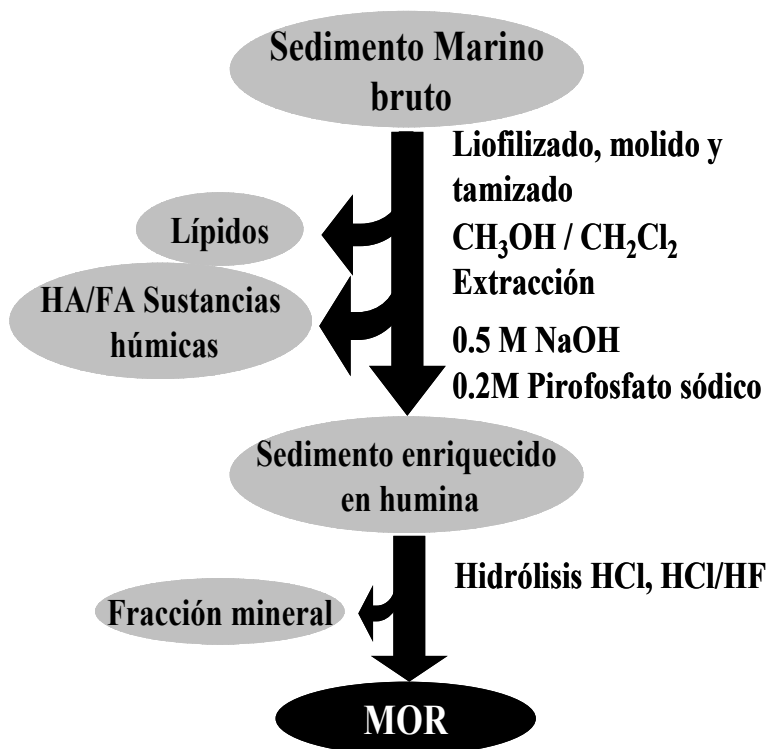 Sedimento Marino
bruto
Liofilizado, molido y
tamizado
Lípidos
CH₃OH / CH₂Cl₂
Extracción
HA/FA Sustancias
húmicas
0.5 M NaOH
0.2M Pirofosfato sódico
Sedimento enriquecido
en humina
Hidrólisis HCl, HCl/HF
Fracción mineral
MOR